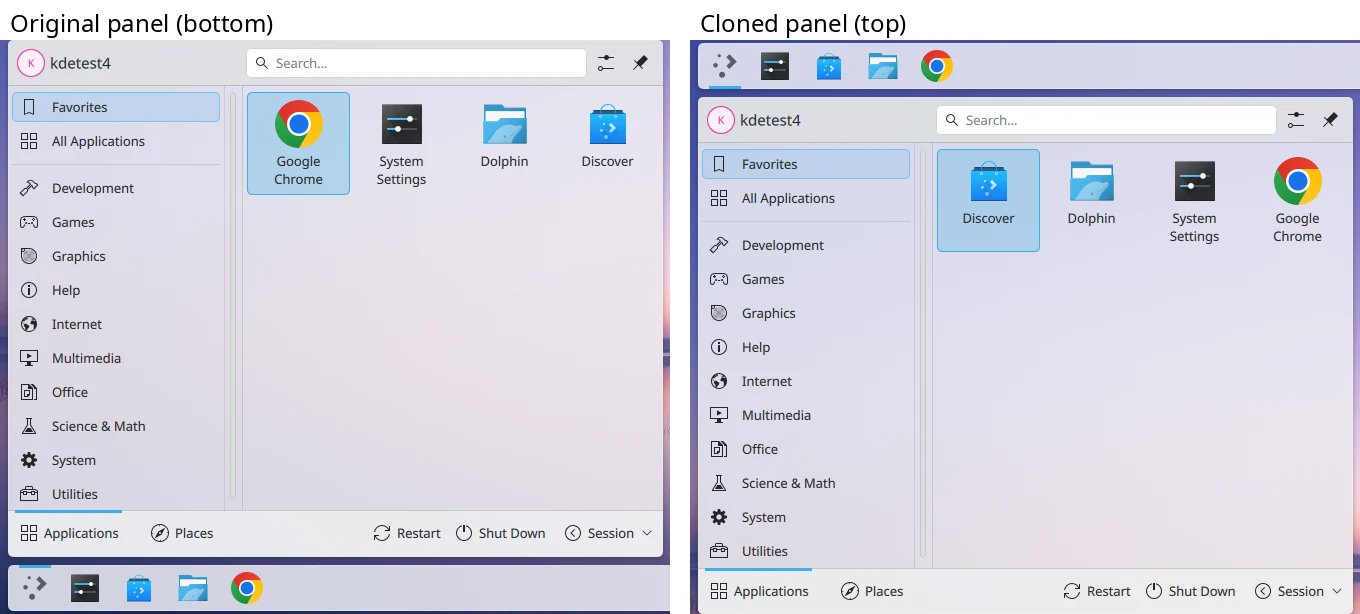 Original panel (bottom)
K
kdetest4
Search...
Favorites
All Applications
Development
Games
Graphics
Help
Internet
Multimedia
Office
Science & Math
System
Utilities
Google
Chrome
System
Settings
Dolphin
Discover
Applications
Places
Restart
Shut Down
Session
Cloned panel (top)
K
kdetest4
Search...
Favorites
All Applications
Development
Games
Graphics
Help
Internet
Multimedia
Office
Science & Math
System
Utilities
Discover
Dolphin
System
Settings
Google
Chrome
Applications
Places
Restart
Shut Down
Session